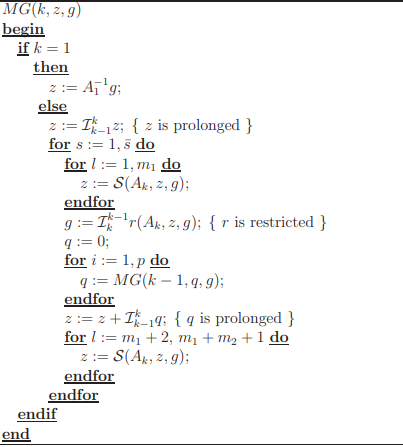 MG(k, z, g)
begin
if k = 1
then
z := A_1^{-1}g;
else
z := \mathcal{I}_{k-1}^{k}z; { z is prolonged }
for s := 1, \bar{s} do
for l := 1, m_1 do
z := \mathcal{S}(A_k, z, g);
endfor
g := \mathcal{I}_{k}^{k-1}r(A_k, z, g); { r is restricted }
q := 0;
for i := 1, p do
q := MG(k − 1, q, g);
endfor
z := z + \mathcal{I}_{k-1}^{k}q; { q is prolonged }
for l := m_1 + 2, m_1 + m_2 + 1 do
z := \mathcal{S}(A_k, z, g);
endfor
endfor
endif
end